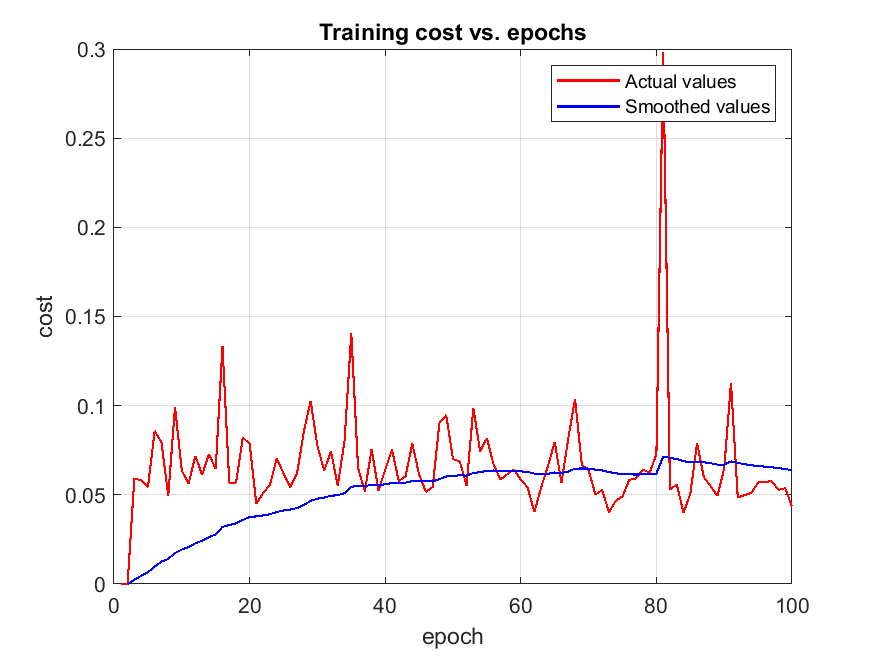 Training cost vs. epochs
Actual values
Smoothed values
0.3
0.25
0.2
0.15
0.1
0.05
0
cost
0 20 40 60 80 100
epoch